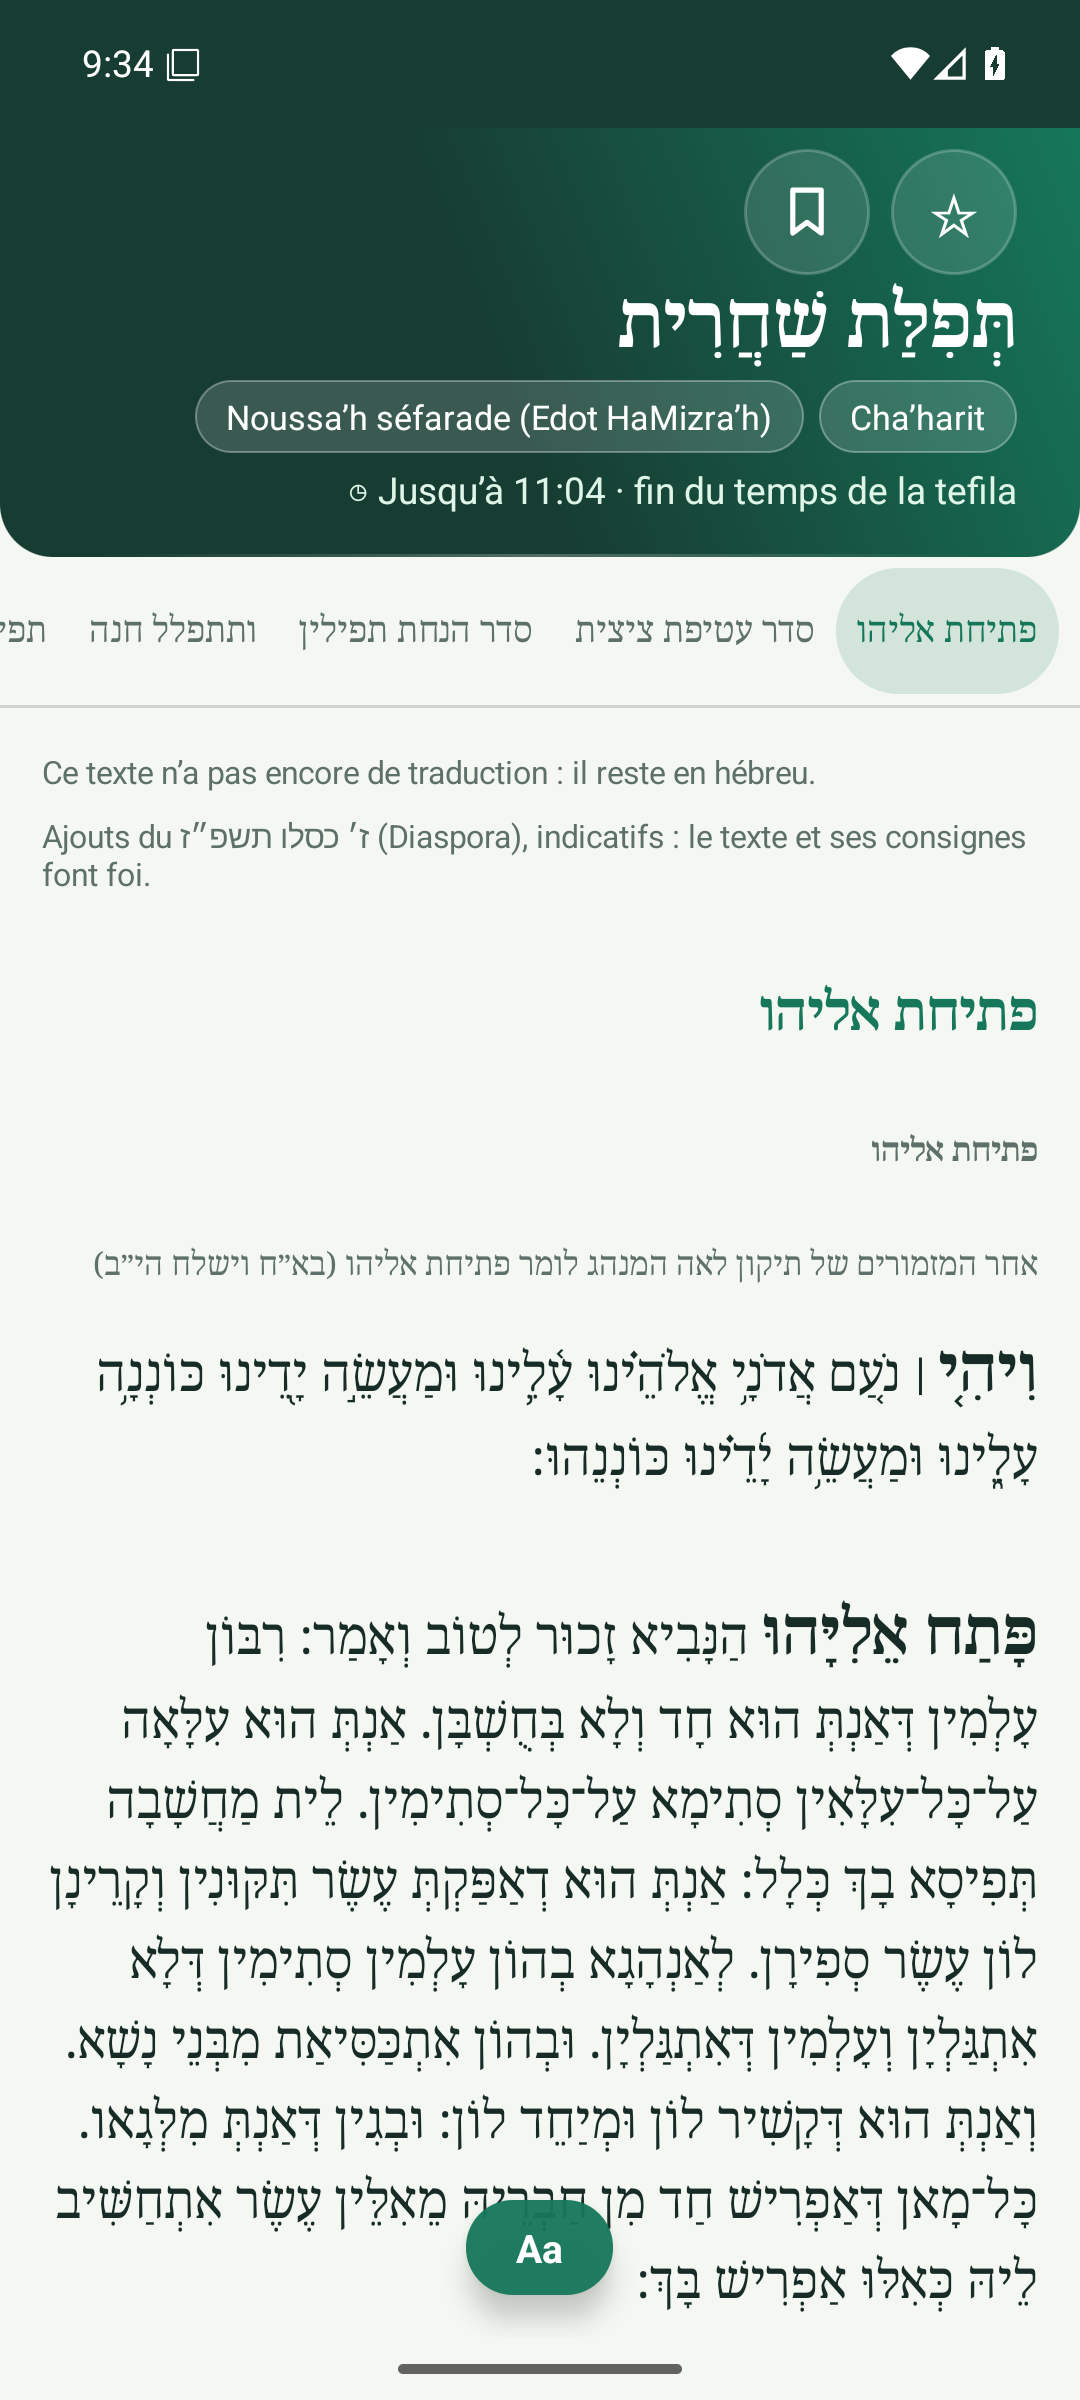 9:34
תְּפִלַּת שַׁחֲרִית
Cha’harit
Noussa’h séfarade (Edot HaMizra’h)
Jusqu’à 11:04 · fin du temps de la tefila
פתיחת אליהו סדר עטיפת ציצית סדר הנחת תפילין ותתפלל חנה תפי
Ce texte n’a pas encore de traduction : il reste en hébreu.
Ajouts du ז׳ כסלו תשפ״ז (Diaspora), indicatifs : le texte et ses consignes
font foi.
פתיחת אליהו
פתיחת אליהו
אחר המזמורים של תיקון לאה המנהג לומר פתיחת אליהו (בא״ח וישלח הי״ב)
וִיהִ֤י ׀ נֹ֤עַם אֲדֹנָ֥י אֱלֹהֵ֗ינוּ עָ֫לֵ֥ינוּ וּמַעֲשֵׂ֣ה יָ֭דֵינוּ כּוֹנְנָ֥ה
עָלֵ֑ינוּ וּֽמַעֲשֵׂ֥ה יָ֝דֵ֗ינוּ כּוֹנְנֵֽהוּ׃
פָּתַח אֵלִיָּהוּ הַנָּבִיא זָכוּר לְטוֹב וְאָמַר: רִבּוֹן
עָלְמִין דְּאַנְתְּ הוּא חָד וְלָא בְּחֻשְׁבָּן. אַנְתְּ הוּא עִלָּאָה
עַל־כָּל־עִלָּאִין סְתִימָא עַל־כָּל־סְתִימִין. לֵית מַחֲשָׁבָה
תְּפִיסָא בָךְ כְּלָל: אַנְתְּ הוּא דְאַפַּקְתְּ עֶשֶׂר תִּקּוּנִין וְקָרֵינָן
לוֹן עֶשֶׂר סְפִירָן. לְאַנְהָגָא בְהוֹן עָלְמִין סְתִימִין דְּלָא
אִתְגַּלְיָן וְעָלְמִין דְּאִתְגַּלְיָן. וּבְהוֹן אִתְכַּסִּיאַת מִבְּנֵי נָשָׁא.
וְאַנְתְּ הוּא דְּקָשִׁיר לוֹן וּמְיַחֵד לוֹן: וּבְגִין דְּאַנְתְּ מִלְּגָאו.
כָּל־מָאן דְּאַפְרִישׁ חַד מִן חַבְרֵיהּ מֵאִלֵּין עֶשֶׂר אִתְחַשִּׁיב
לֵיהּ כְּאִלּוּ אַפְרִישׁ בָּךְ:
Aa